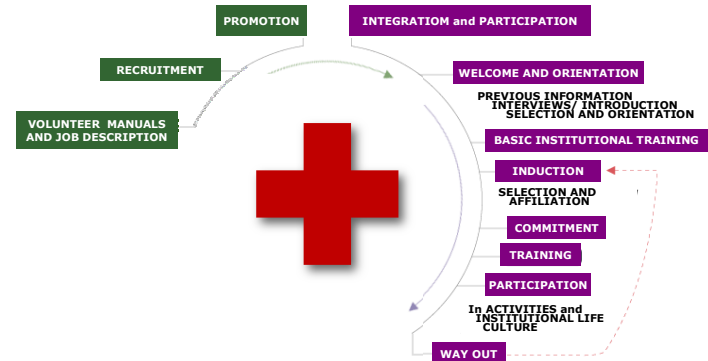 PROMOTION
INTEGRATIOM and PARTICIPATION
RECRUITMENT
WELCOME AND ORIENTATION
PREVIOUS INFORMATION
INTERVIEWS/ INTRODUCTION
SELECTION AND ORIENTATION
VOLUNTEER MANUALS
AND JOB DESCRIPTION
BASIC INSTITUTIONAL TRAINING
INDUCTION
SELECTION AND
AFFILIATION
COMMITMENT
TRAINING
PARTICIPATION
In ACTIVITIES and
INSTITUTIONAL LIFE
CULTURE
WAY OUT